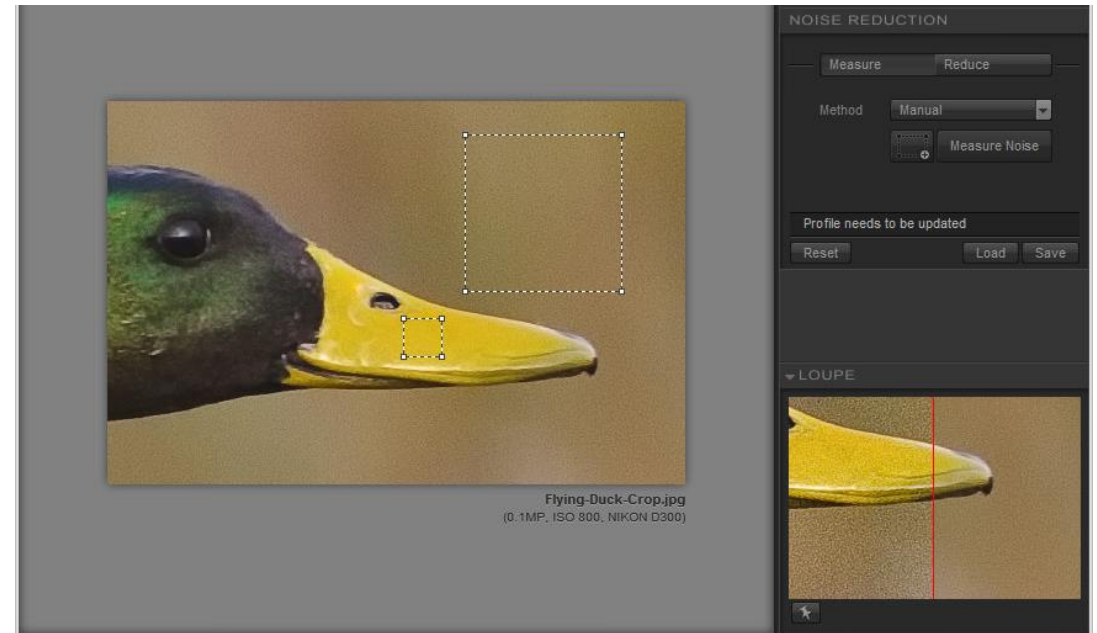 NOISE REDUCTION
Measure Reduce
Method Manual
Measure Noise
Profile needs to be updated
Reset Load Save
LOUPE
Flying-Duck-Crop.jpg
(0.1MP, ISO 800, NIKON D300)